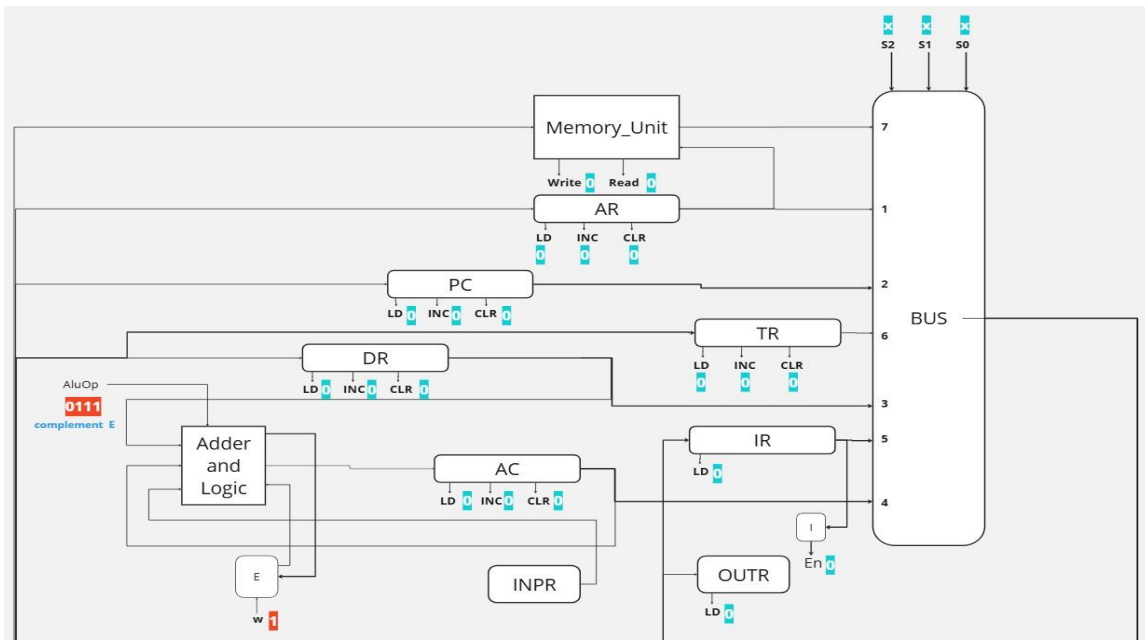 x x x
S2 S1 S0
Memory_Unit
7
Write 0 Read 0
AR
1
LD INC CLR
0 0 0
PC
2
LD 0 INC 0 CLR 0
TR
BUS
6
DR
LD INC CLR
0 0 0
AluOp
LD 0 INC 0 CLR 0
0111
3
complement E
Adder
and
Logic
IR
5
AC
LD 0
LD 0 INC 0 CLR 0
4
I
En 0
E
INPR
OUTR
LD 0
w 1